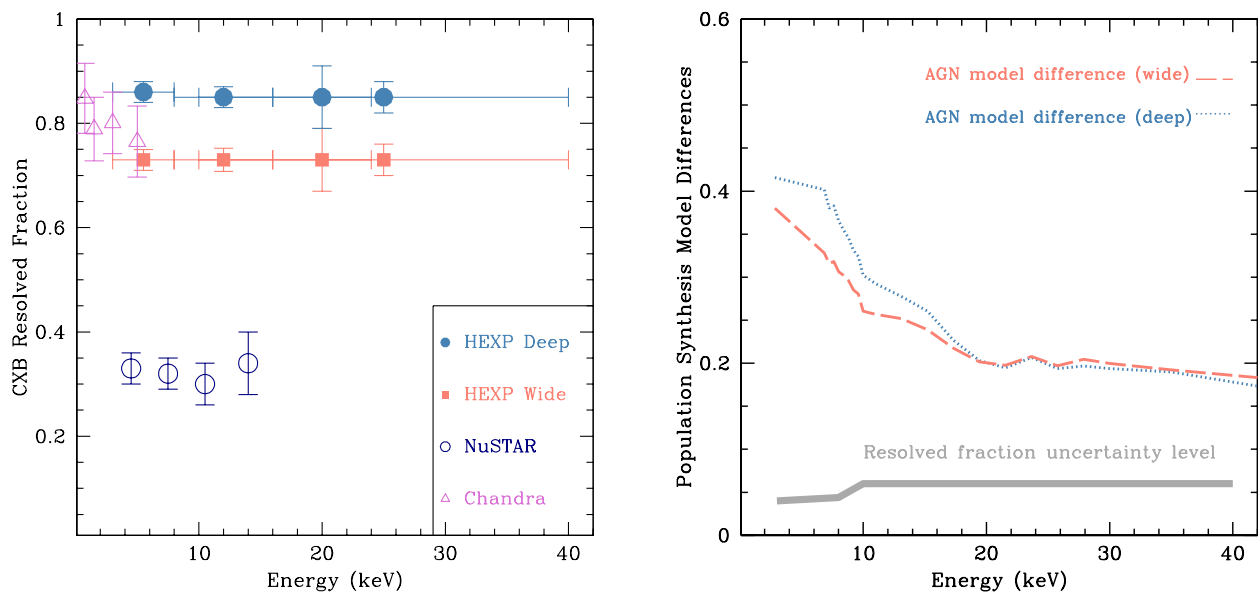 1
0.8
0.6
0.4
0.2
CXB Resolved Fraction
HEXP Deep
HEXP Wide
NuSTAR
Chandra
10
20
30
40
Energy (keV)
0.6
0.4
0.2
0
Population Synthesis Model Differences
AGN model difference (wide)
AGN model difference (deep)
Resolved fraction uncertainty level
10
20
30
40
Energy (keV)